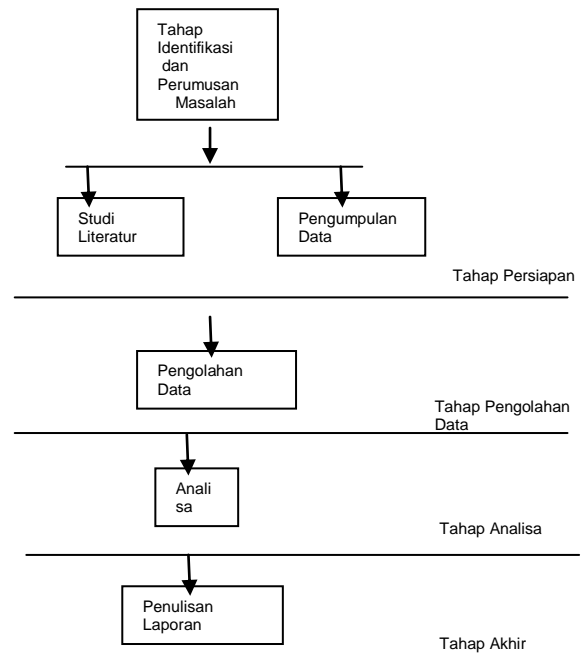 Tahap
Identifikasi
dan
Perumusan
Masalah
Studi
Literatur
Pengumpulan
Data
Tahap Persiapan
Pengolahan
Data
Tahap Pengolahan
Data
Anali
sa
Tahap Analisa
Penulisan
Laporan
Tahap Akhir